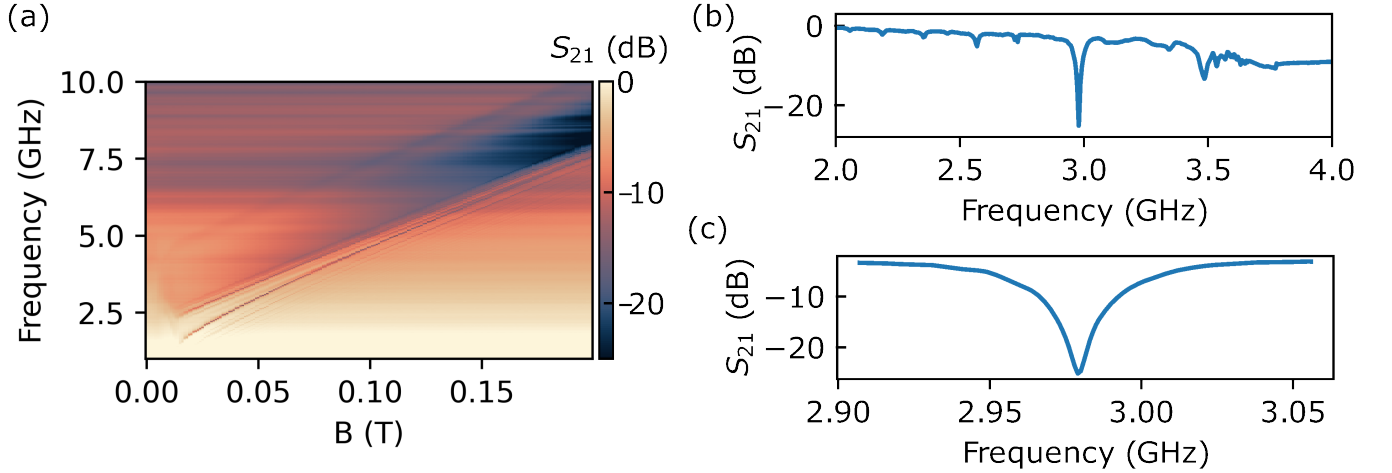 (a)
S21 (dB)
10.0
7.5
5.0
2.5
Frequency (GHz)
0.00 0.05 0.10 0.15
B (T)
0
−10
−20
(b)
0
−20
S21 (dB)
2.0 2.5 3.0 3.5 4.0
Frequency (GHz)
(c)
−10
−20
S21 (dB)
2.90 2.95 3.00 3.05
Frequency (GHz)